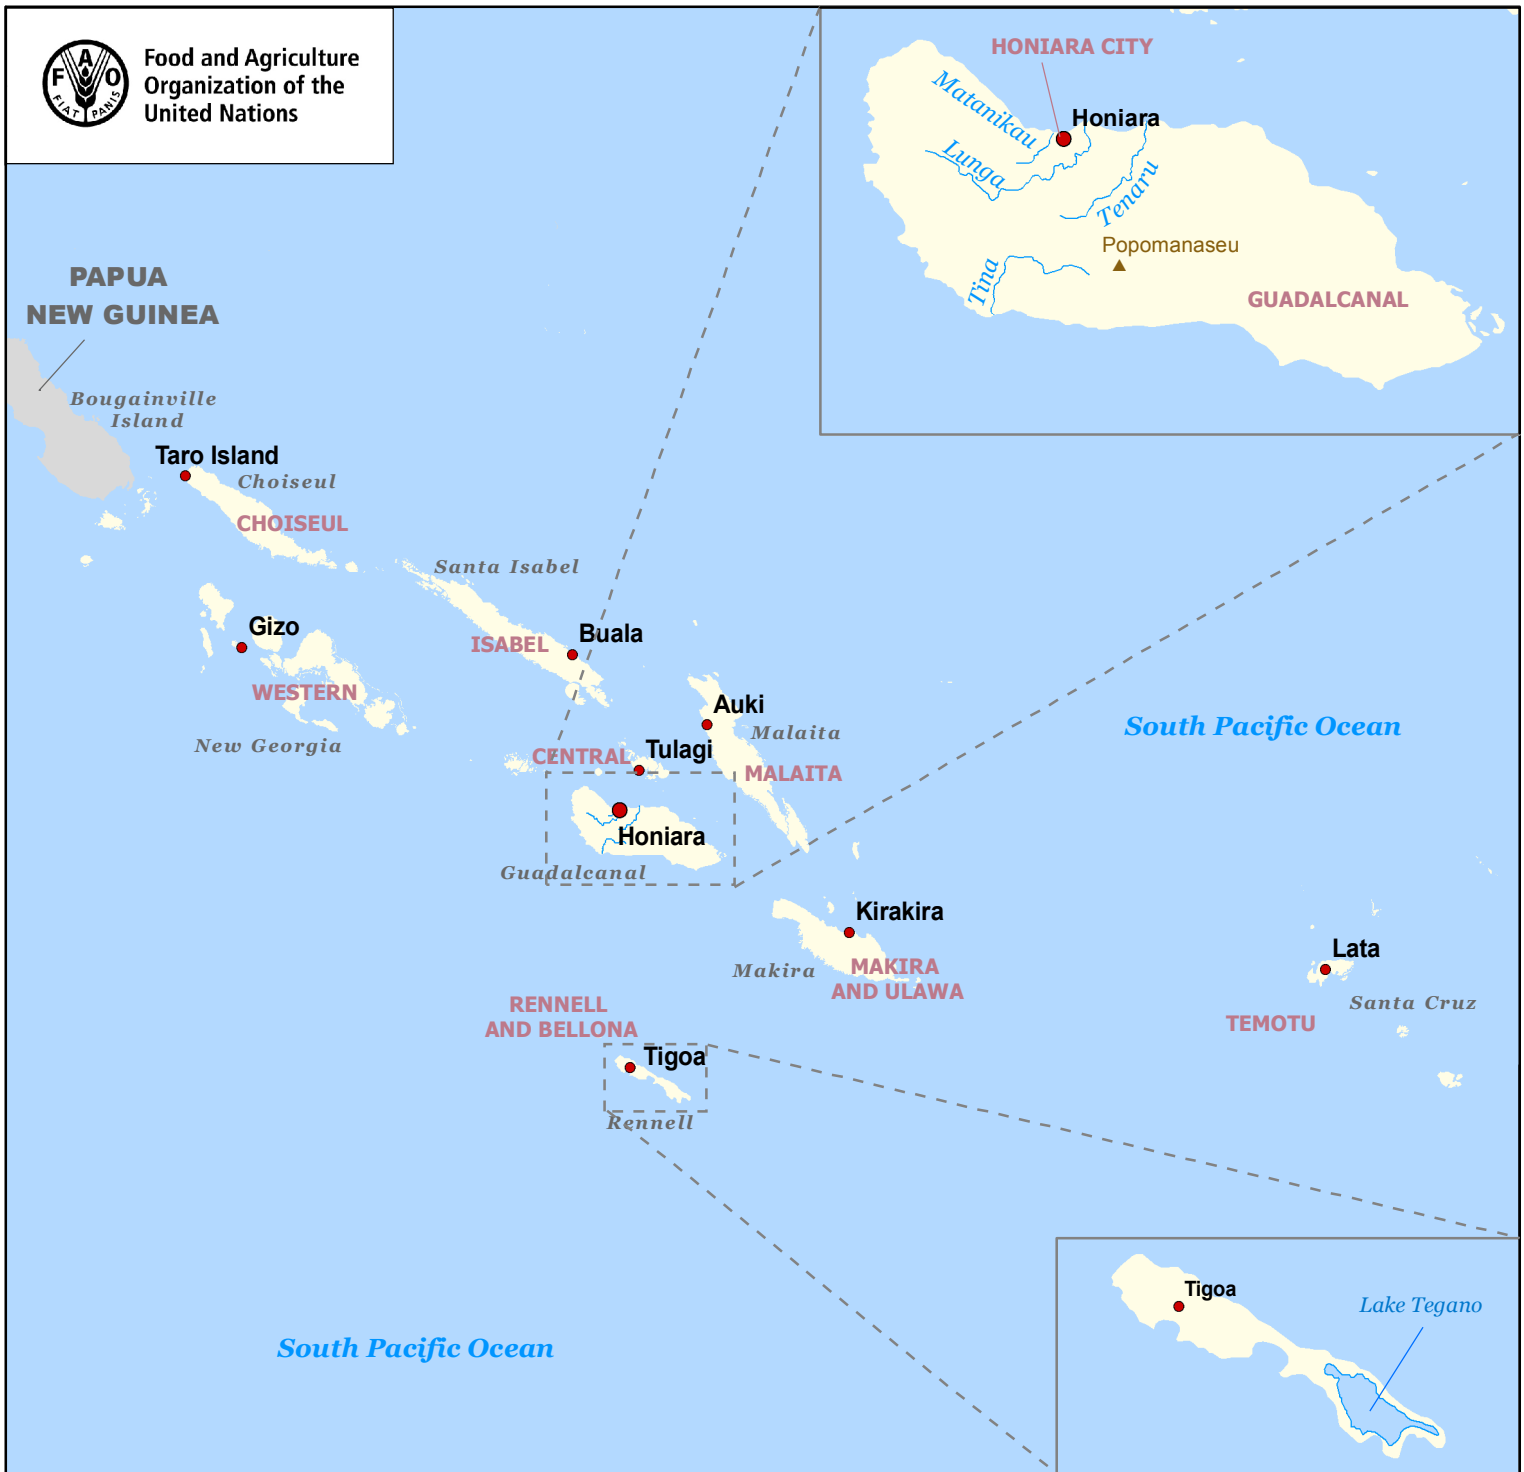 Food and Agriculture
Organization of the
United Nations
F A O
FIAT PANIS
HONIARA CITY
Matanikau
Honiara
Lunga
Tenaru
Popomanaseu
Tina
GUADALCANAL
PAPUA
NEW GUINEA
Bougainville
Island
Taro Island
Choiseul
CHOISEUL
Santa Isabel
Gizo
Buala
ISABEL
WESTERN
Auki
South Pacific Ocean
Malaita
New Georgia
CENTRAL
Tulagi
MALAITA
Honiara
Guadalcanal
Kirakira
Lata
Makira
MAKIRA
AND ULAWA
Santa Cruz
RENNELL
AND BELLONA
TEMOTU
Tigoa
Rennell
Tigoa
Lake Tegano
South Pacific Ocean